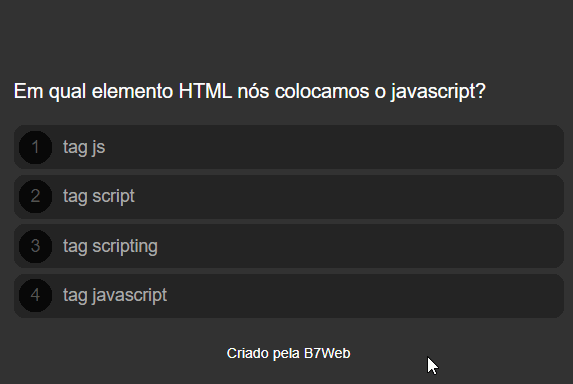 Em qual elemento HTML nós colocamos o javascript?
1 tag js
2 tag script
3 tag scripting
4 tag javascript
Criado pela B7Web